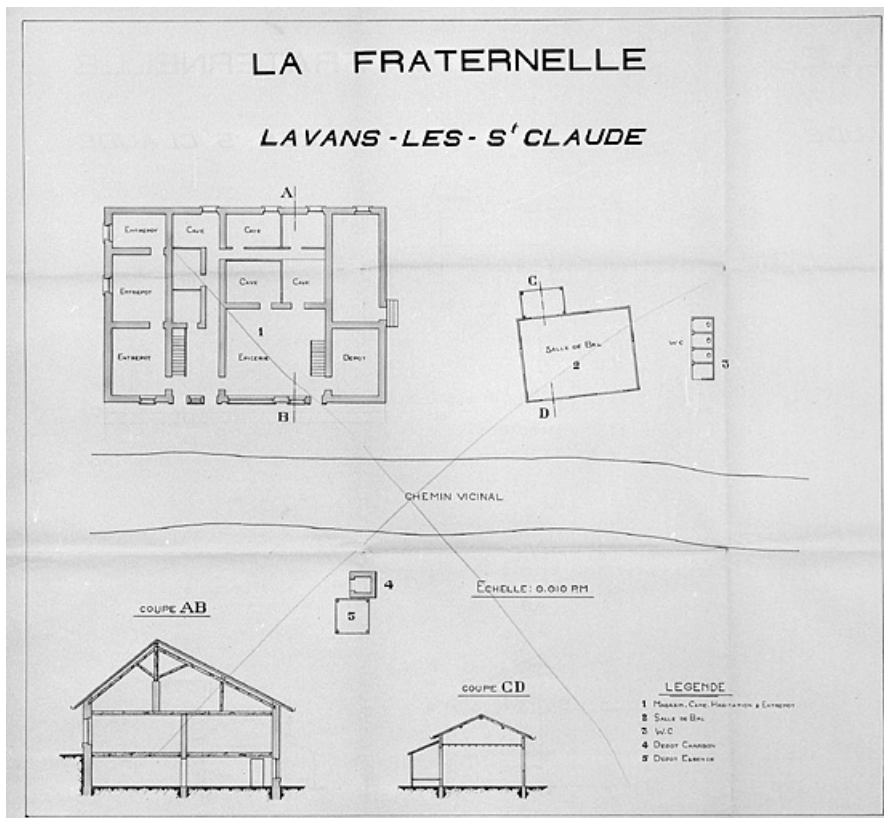 LA FRATERNELLE
LAVANS-LES-St CLAUDE
A
ENTREPOT
CAVE
CAVE
ENTREPOT
CAVE
CAVE
1
ENTREPOT
EPICERIE
DEPOT
B
C
SALLE DE BAL
2
D
W C
3
CHEMIN VICINAL
4
5
ECHELLE: 0.010 P.M
COUPE AB
COUPE CD
LEGENDE
1 MAGASIN, CAFE, HABITATION & ENTREPOT
2 SALLE DE BAL
3 W.C
4 DEPOT CHARBON
5 DEPOT ESSENCE